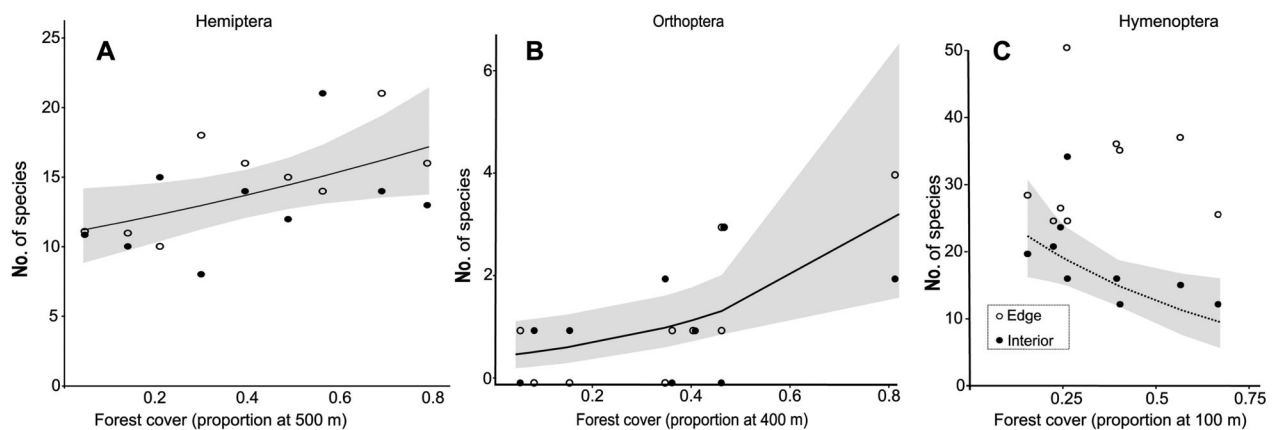 Hemiptera
A
No. of species
25
20
15
10
5
0
0.2
0.4
0.6
0.8
Forest cover (proportion at 500 m)
Orthoptera
B
No. of species
6
4
2
0
0.2
0.4
0.6
0.8
Forest cover (proportion at 400 m)
Hymenoptera
C
No. of species
50
40
30
20
10
0
Edge
Interior
0.25
0.5
0.75
Forest cover (proportion at 100 m)